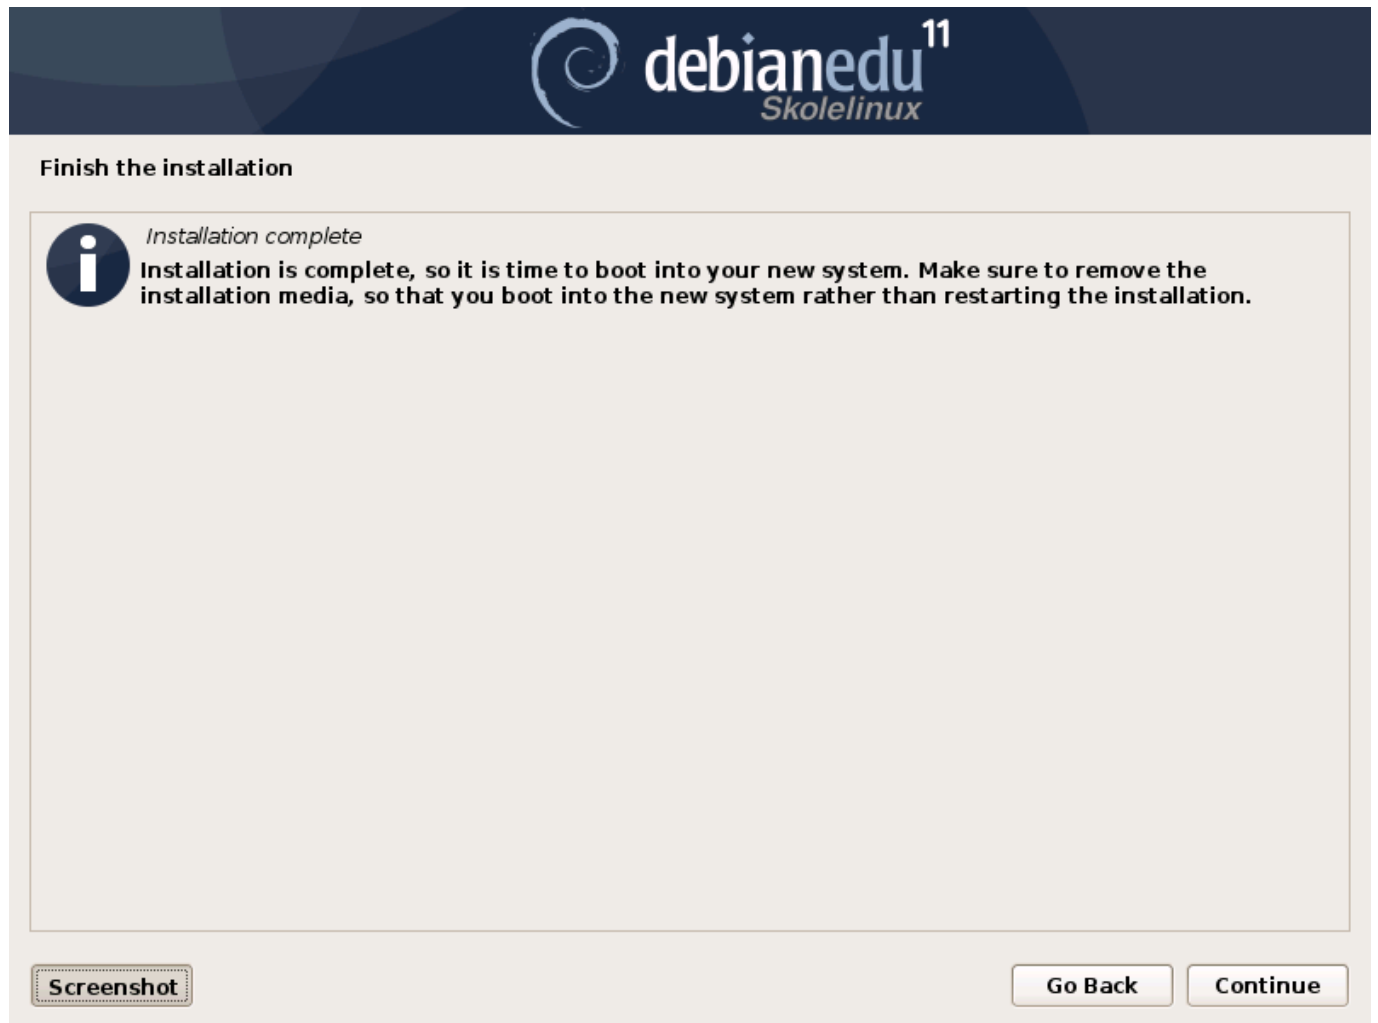 debianedu 11
Skolelinux
Finish the installation
Installation complete
Installation is complete, so it is time to boot into your new system. Make sure to remove the
installation media, so that you boot into the new system rather than restarting the installation.
Screenshot
Go Back
Continue